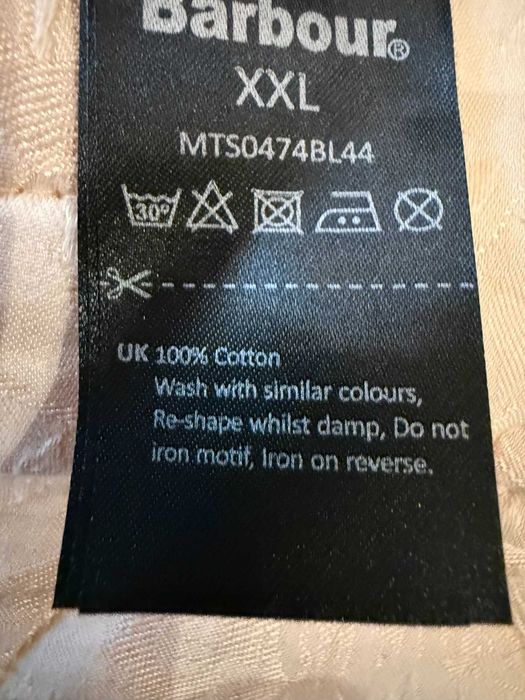 Barbour®
XXL
MTS0474BL44
30°
UK 100% Cotton
Wash with similar colours,
Re-shape whilst damp, Do not
iron motif, Iron on reverse.